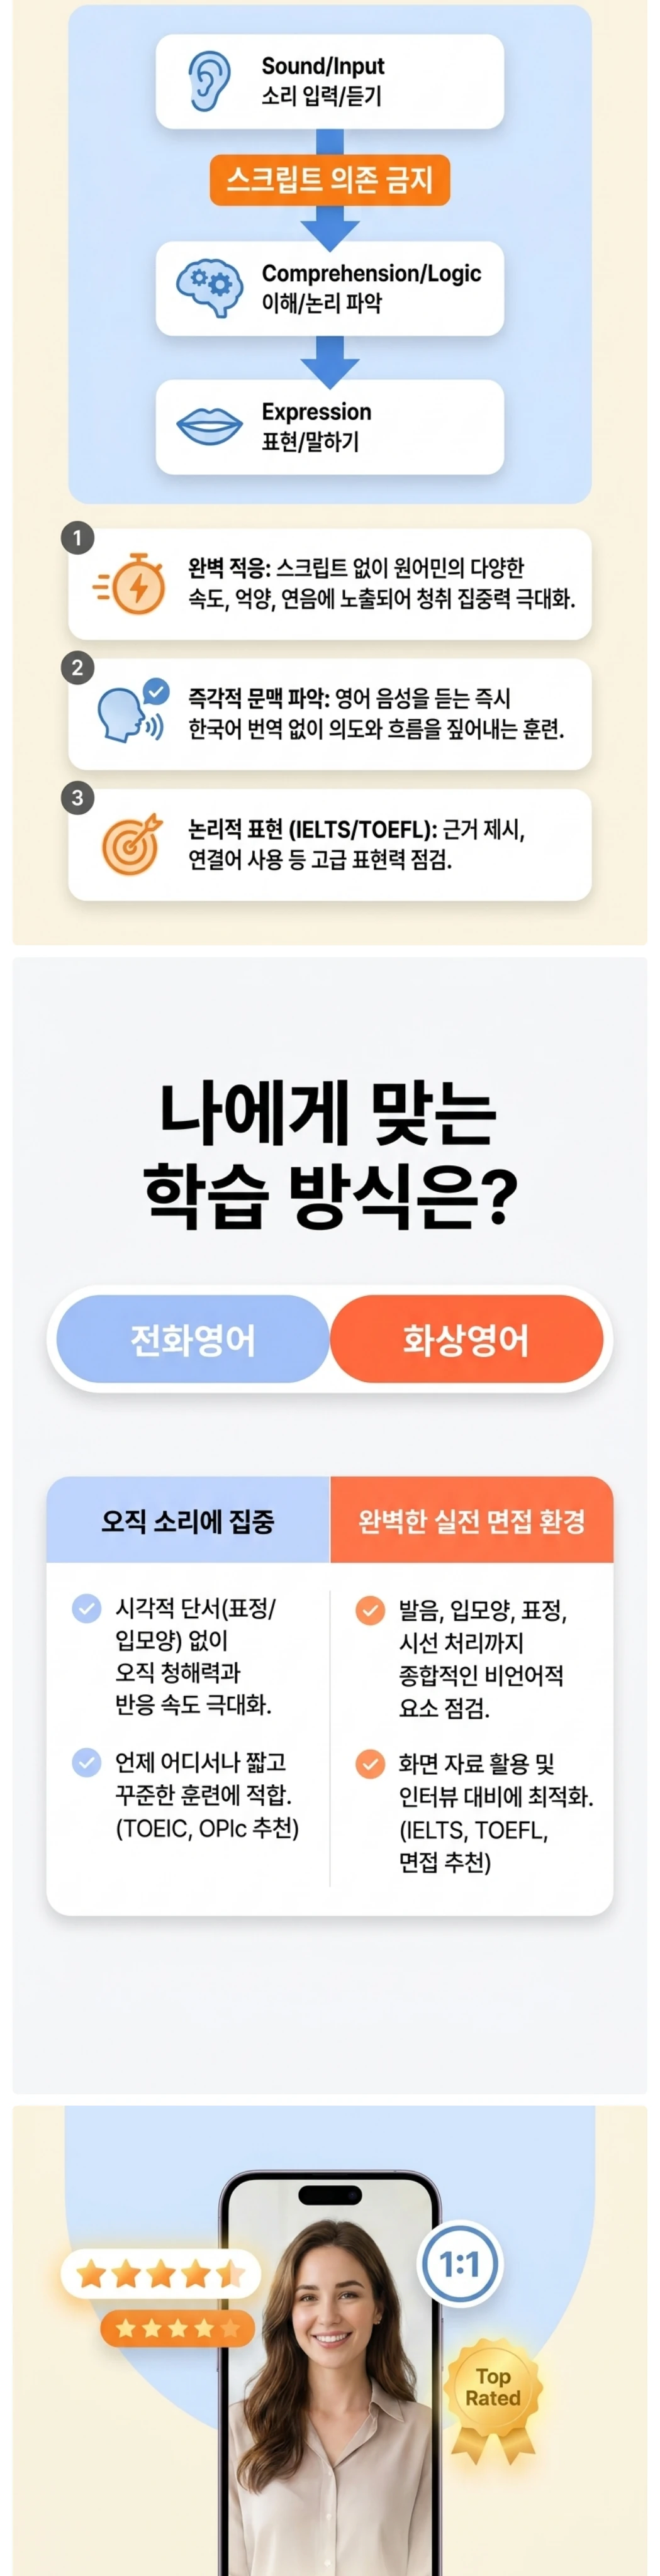 Sound/Input
소리 입력/듣기
스크립트 의존 금지
Comprehension/Logic
이해/논리 파악
Expression
표현/말하기
1
완벽 적응: 스크립트 없이 원어민의 다양한
속도, 억양, 연음에 노출되어 청취 집중력 극대화.
2
즉각적 문맥 파악: 영어 음성을 듣는 즉시
한국어 번역 없이 의도와 흐름을 짚어내는 훈련.
3
논리적 표현 (IELTS/TOEFL): 근거 제시,
연결어 사용 등 고급 표현력 점검.
나에게 맞는
학습 방식은?
전화영어
화상영어
오직 소리에 집중
시각적 단서(표정/
입모양) 없이
오직 청해력과
반응 속도 극대화.
언제 어디서나 짧고
꾸준한 훈련에 적합.
(TOEIC, OPIc 추천)
완벽한 실전 면접 환경
발음, 입모양, 표정,
시선 처리까지
종합적인 비언어적
요소 점검.
화면 자료 활용 및
인터뷰 대비에 최적화.
(IELTS, TOEFL,
면접 추천)
1:1
Top
Rated